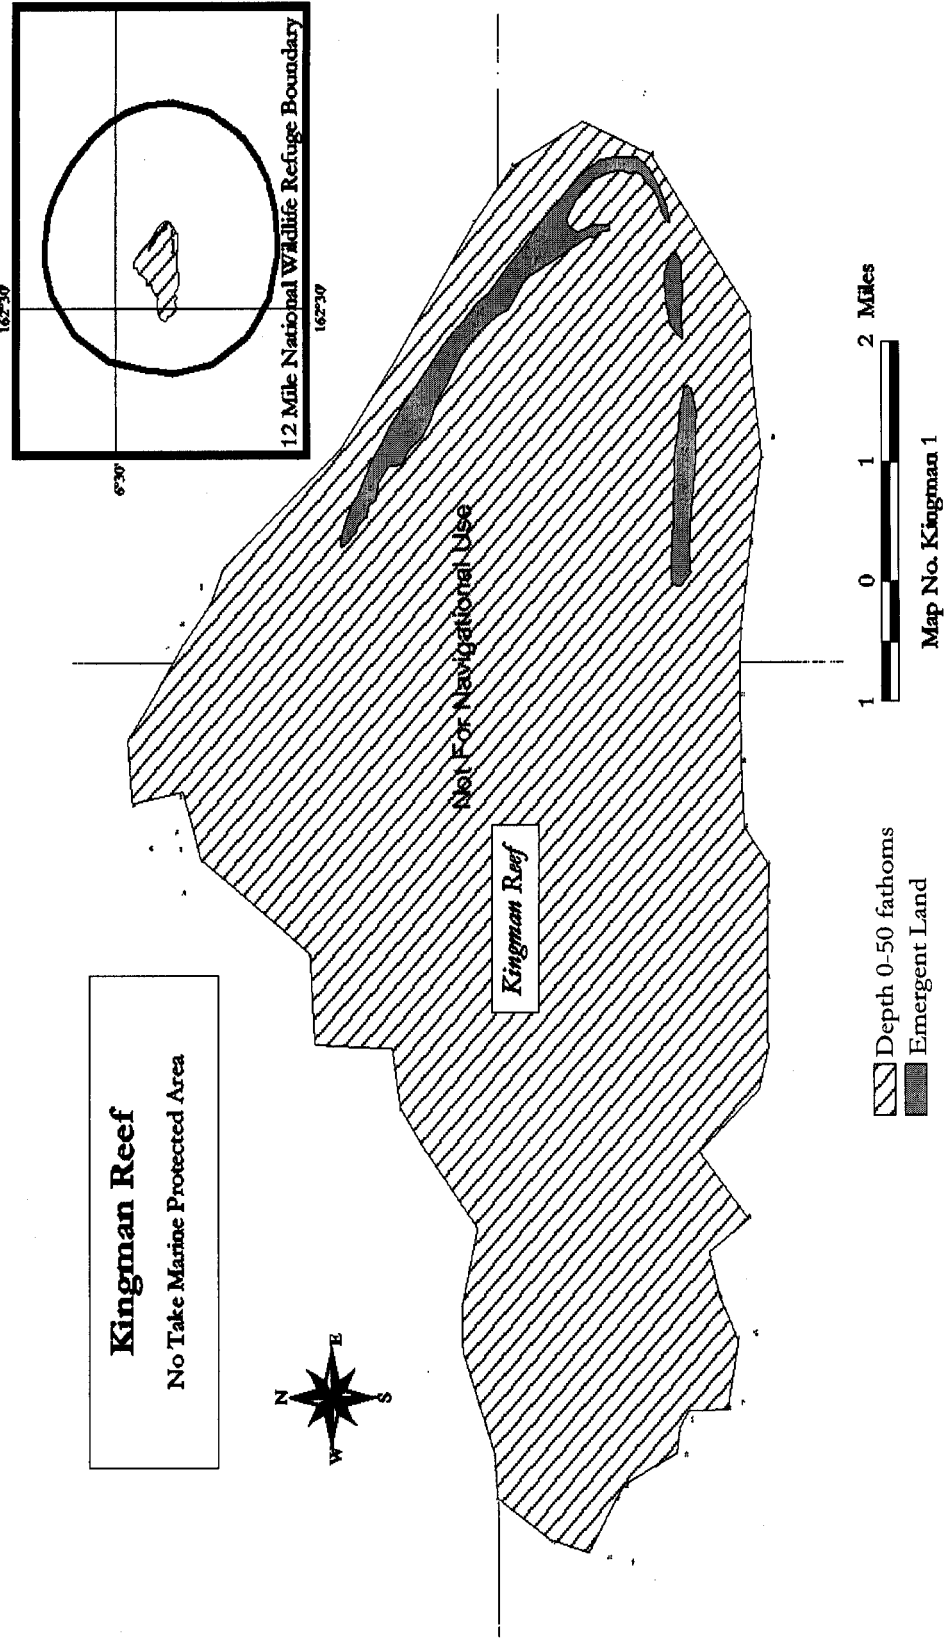 Kingman Reef
No Take Marine Protected Area
162°30'
6°30'
12 Mile National Wildlife Refuge Boundary
162°30'
N
W
E
S
Not For Navigational Use
Kingman Reef
Depth 0-50 fathoms
Emergent Land
1 0 1 2 Miles
Map No. Kingman 1